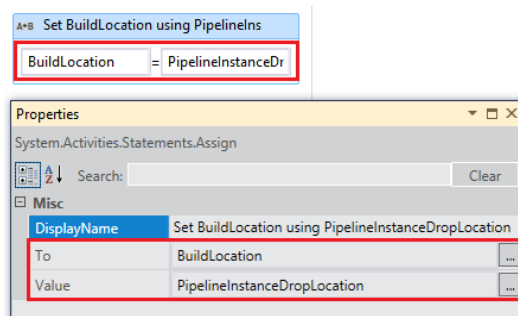 A+B Set BuildLocation using PipelineIns
BuildLocation = PipelineInstanceDr
Properties
System.Activities.Statements.Assign
A Z Search: Clear
Misc
DisplayName Set BuildLocation using PipelineInstanceDropLocation
To BuildLocation ...
Value PipelineInstanceDropLocation ...